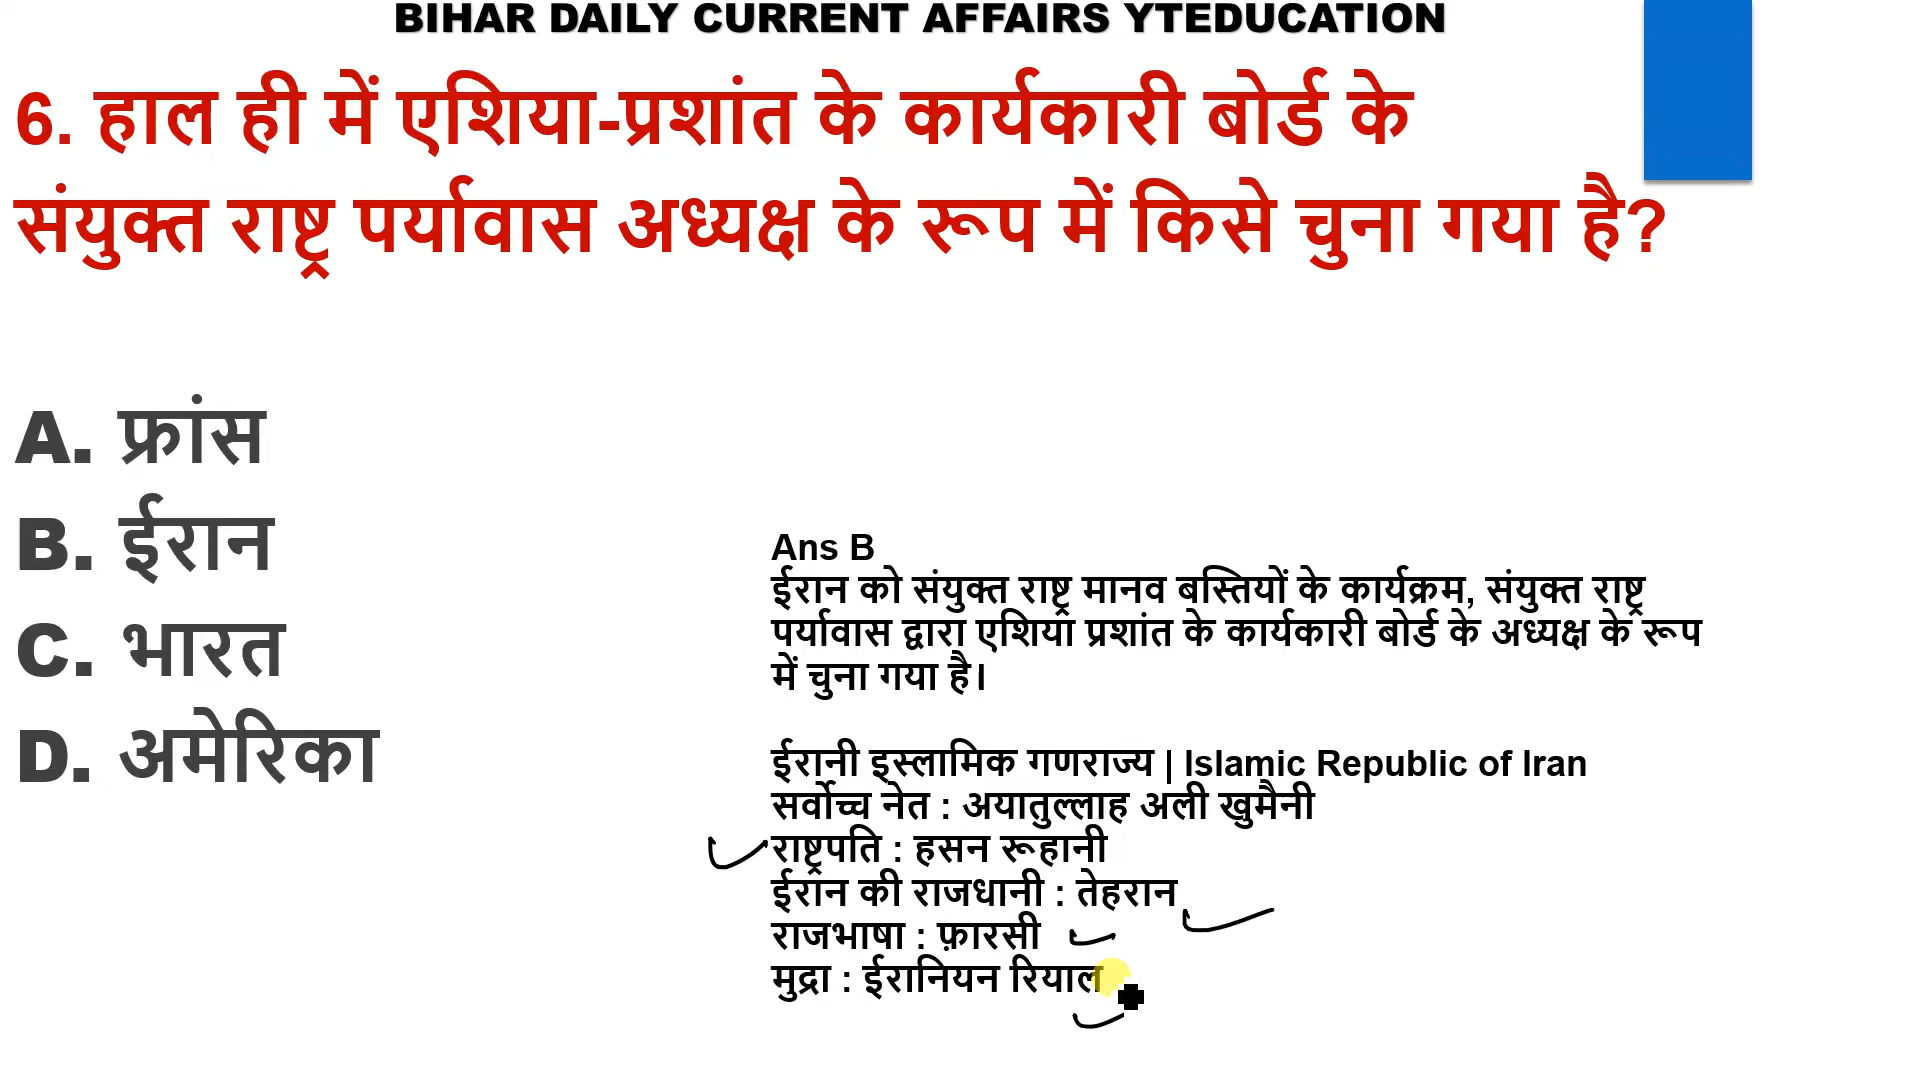 BIHAR DAILY CURRENT AFFAIRS YTEDUCATION
6. हाल ही में एशिया-प्रशांत के कार्यकारी बोर्ड के
संयुक्त राष्ट्र पर्यावास अध्यक्ष के रूप में किसे चुना गया है?
A. फ्रांस
B. ईरान
C. भारत
D. अमेरिका
Ans B
ईरान को संयुक्त राष्ट्र मानव बस्तियों के कार्यक्रम, संयुक्त राष्ट्र
पर्यावास द्वारा एशिया प्रशांत के कार्यकारी बोर्ड के अध्यक्ष के रूप
में चुना गया है।
ईरानी इस्लामिक गणराज्य | Islamic Republic of Iran
सर्वोच्च नेत : अयातुल्लाह अली खुमैनी
राष्ट्रपति : हसन रूहानी
ईरान की राजधानी : तेहरान
राजभाषा : फ़ारसी
मुद्रा : ईरानियन रियाल